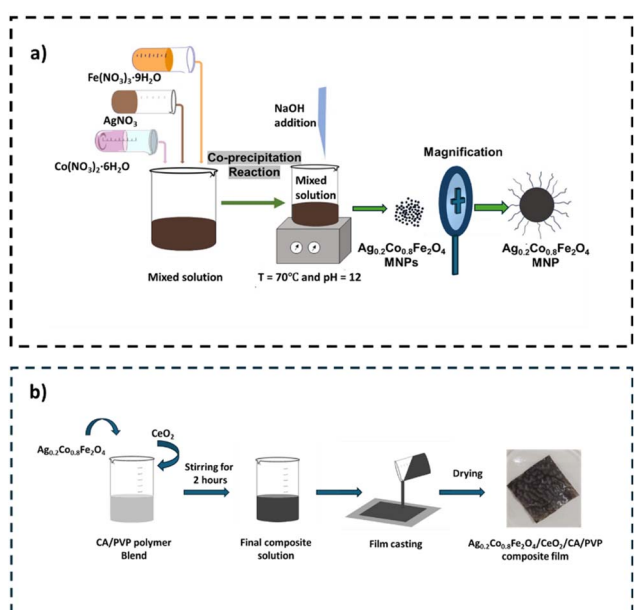 a)
Fe(NO₃)₃·9H₂O
AgNO₃
Co(NO₃)₂·6H₂O
Mixed solution
Co-precipitation
Reaction
NaOH
addition
Mixed
solution
T = 70℃ and pH = 12
Ag₀.₂Co₀.₈Fe₂O₄
MNPs
Magnification
Ag₀.₂Co₀.₈Fe₂O₄
MNP
b)
Ag₀.₂Co₀.₈Fe₂O₄
CeO₂
CA/PVP polymer
Blend
Stirring for
2 hours
Final composite
solution
Film casting
Drying
Ag₀.₂Co₀.₈Fe₂O₄/CeO₂/CA/PVP
composite film